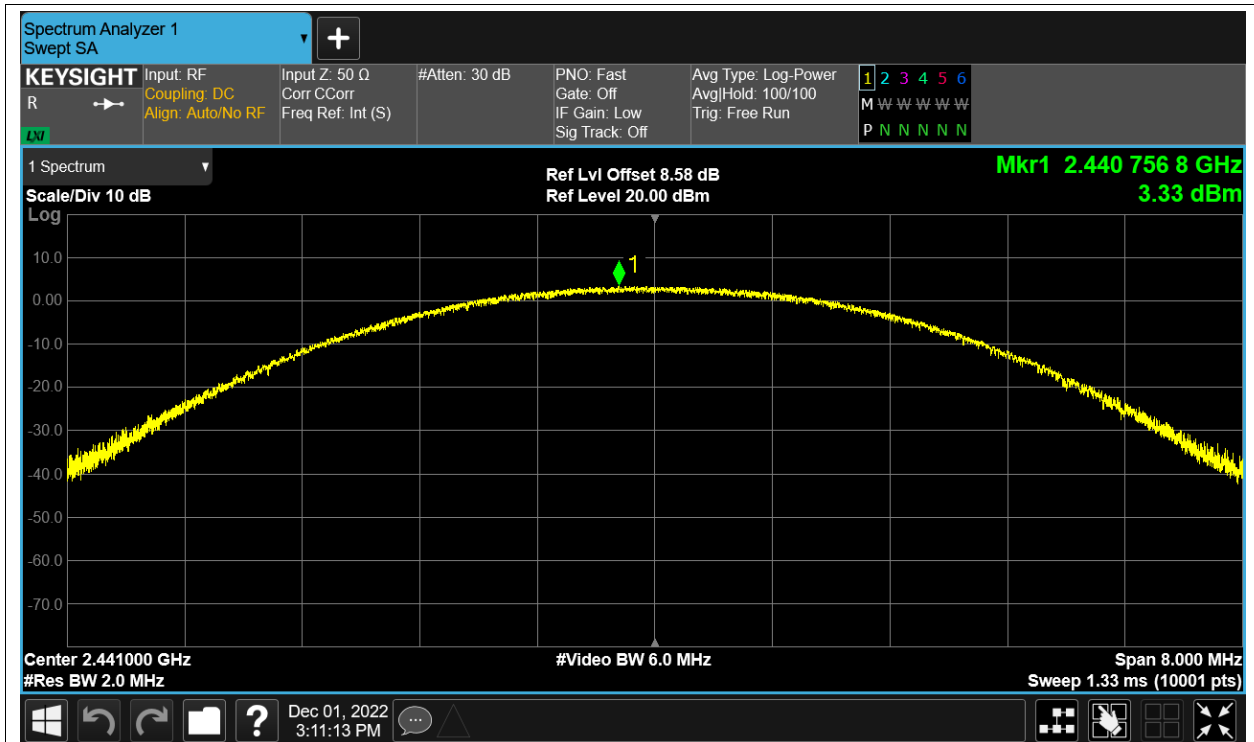 Spectrum Analyzer 1
Swept SA
+
KEYSIGHT
R
LXI
Input: RF
Coupling: DC
Align: Auto/No RF
Input Z: 50 Ω
Corr CCorr
Freq Ref: Int (S)
#Atten: 30 dB
PNO: Fast
Gate: Off
IF Gain: Low
Sig Track: Off
Avg Type: Log-Power
Avg|Hold: 100/100
Trig: Free Run
1 2 3 4 5 6
M W W W W W
P N N N N N
1 Spectrum
Scale/Div 10 dB
Log
Ref Lvl Offset 8.58 dB
Ref Level 20.00 dBm
Mkr1 2.440 756 8 GHz
3.33 dBm
1
10.0
0.00
-10.0
-20.0
-30.0
-40.0
-50.0
-60.0
-70.0
Center 2.441000 GHz
#Res BW 2.0 MHz
#Video BW 6.0 MHz
Span 8.000 MHz
Sweep 1.33 ms (10001 pts)
?
Dec 01, 2022
3:11:13 PM